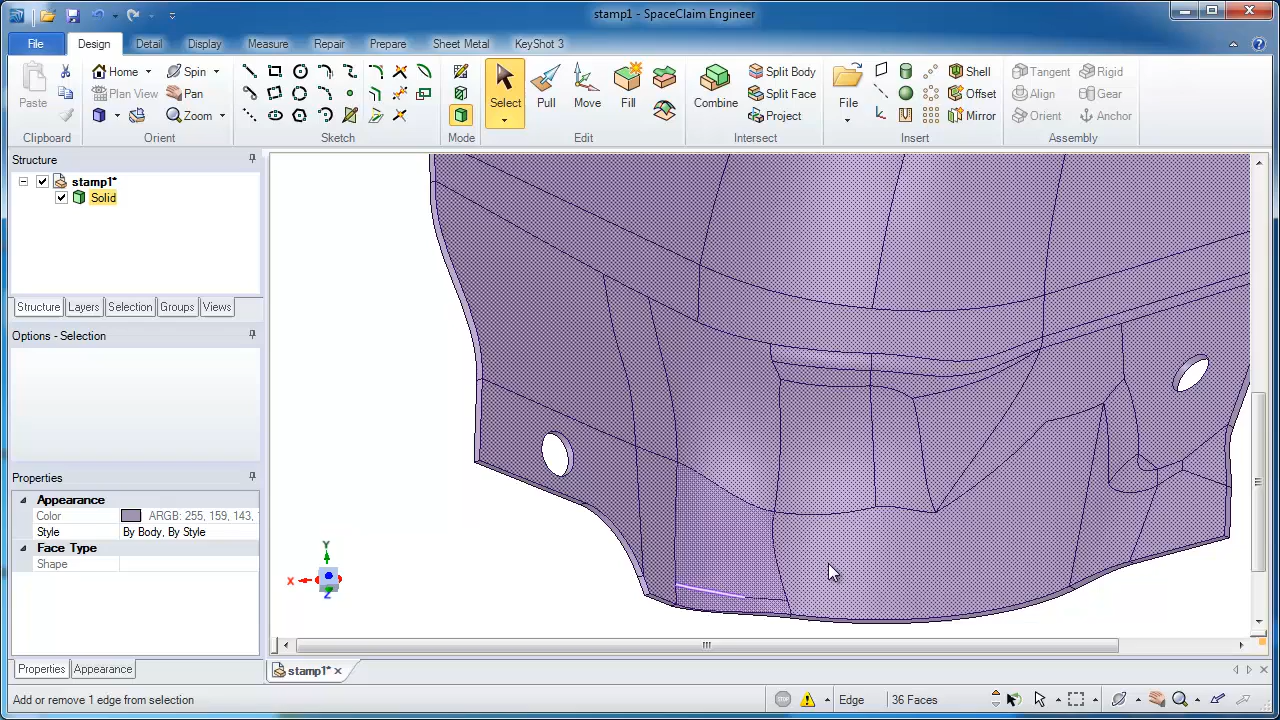 stamp1 - SpaceClaim Engineer
File
Design
Detail
Display
Measure
Repair
Prepare
Sheet Metal
KeyShot 3
Paste
Clipboard
Home
Spin
Plan View
Pan
Zoom
Orient
Sketch
Mode
Select
Pull
Move
Fill
Edit
Combine
Split Body
Split Face
Project
Intersect
File
Shell
Offset
Mirror
Insert
Tangent
Rigid
Align
Gear
Orient
Anchor
Assembly
Structure
stamp1*
Solid
Structure
Layers
Selection
Groups
Views
Options - Selection
Properties
Appearance
Color
ARGB: 255, 159, 143,
Style
By Body, By Style
Face Type
Shape
Properties
Appearance
Y
X
Z
stamp1*
Add or remove 1 edge from selection
Edge
36 Faces